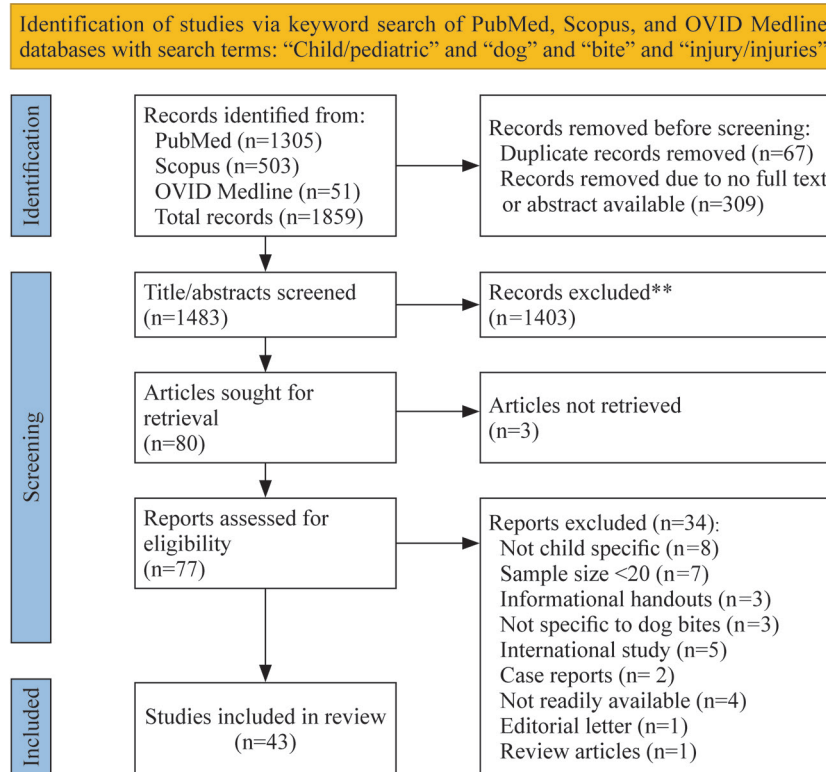 Identification of studies via keyword search of PubMed, Scopus, and OVID Medline
databases with search terms: “Child/pediatric” and “dog” and “bite” and “injury/injuries”
Identification
Records identified from:
PubMed (n=1305)
Scopus (n=503)
OVID Medline (n=51)
Total records (n=1859)
Records removed before screening:
Duplicate records removed (n=67)
Records removed due to no full text
or abstract available (n=309)
Screening
Title/abstracts screened
(n=1483)
Records excluded**
(n=1403)
Articles sought for
retrieval
(n=80)
Articles not retrieved
(n=3)
Reports assessed for
eligibility
(n=77)
Reports excluded (n=34):
Not child specific (n=8)
Sample size <20 (n=7)
Informational handouts (n=3)
Not specific to dog bites (n=3)
International study (n=5)
Case reports (n= 2)
Not readily available (n=4)
Editorial letter (n=1)
Review articles (n=1)
Included
Studies included in review
(n=43)